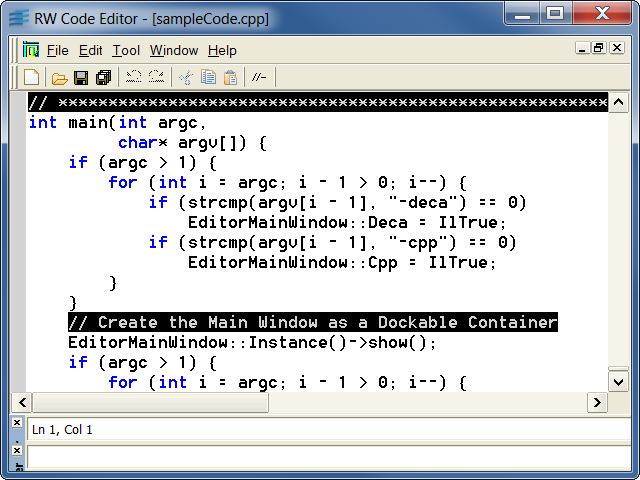 RW Code Editor - [sampleCode.cpp]
File Edit Tool Window Help
//-
// *******************************************************
int main(int argc,
         char* argv[]) {
    if (argc > 1) {
        for (int i = argc; i - 1 > 0; i--) {
            if (strcmp(argv[i - 1], "-deca") == 0)
                EditorMainWindow::Deca = IlTrue;
            if (strcmp(argv[i - 1], "-cpp") == 0)
                EditorMainWindow::Cpp = IlTrue;
        }
    }
    // Create the Main Window as a Dockable Container
    EditorMainWindow::Instance()->show();
    if (argc > 1) {
        for (int i = argc; i - 1 > 0; i--) {
Ln 1, Col 1